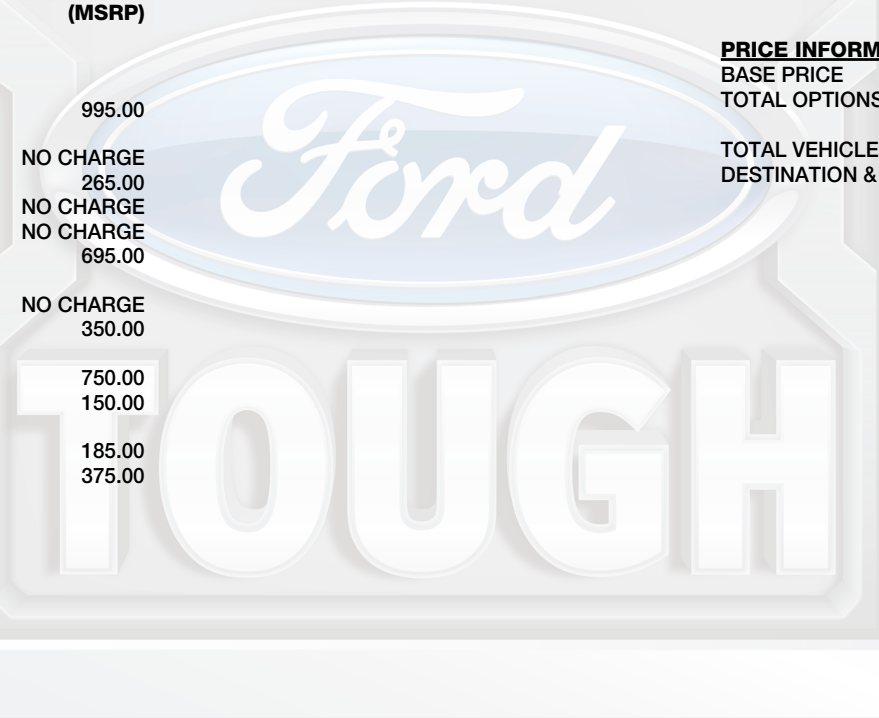 (MSRP)
995.00
NO CHARGE
265.00
NO CHARGE
NO CHARGE
695.00
NO CHARGE
350.00
750.00
150.00
185.00
375.00
PRICE INFORM
BASE PRICE
TOTAL OPTIONS
TOTAL VEHICLE
DESTINATION &
Ford
TOUGH